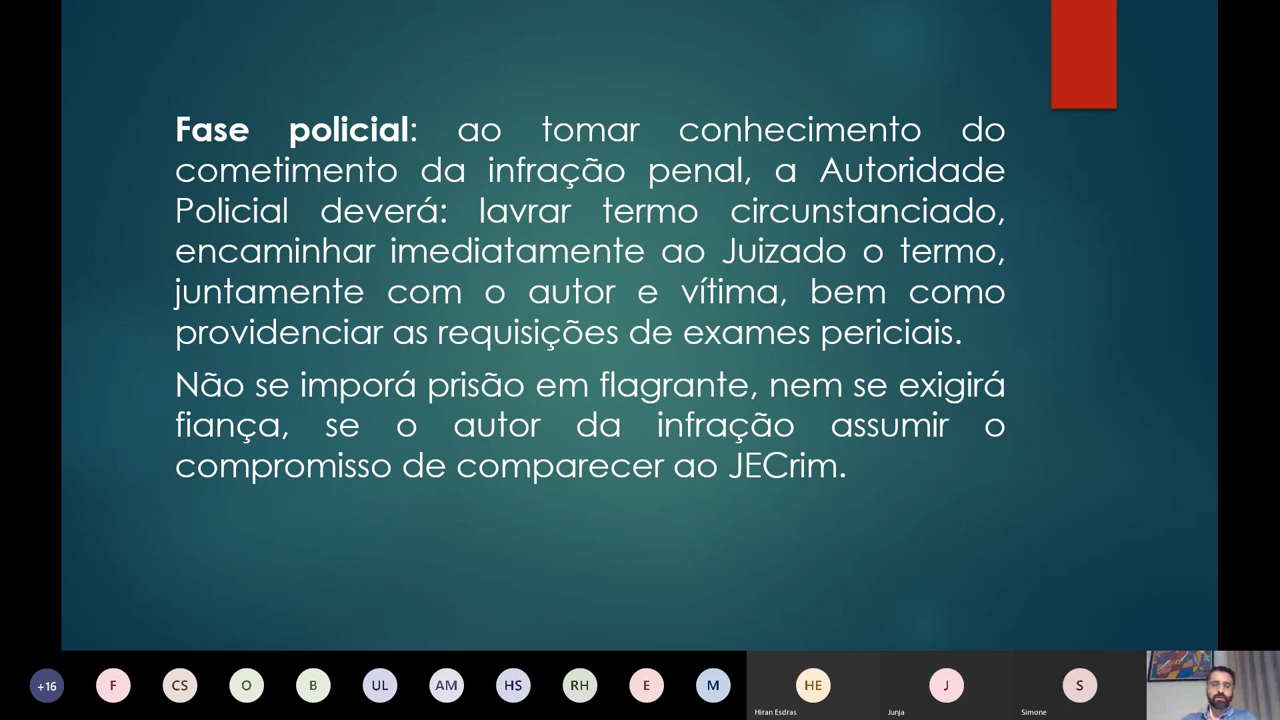 Fase policial: ao tomar conhecimento do
cometimento da infração penal, a Autoridade
Policial deverá: lavrar termo circunstanciado,
encaminhar imediatamente ao Juizado o termo,
juntamente com o autor e vítima, bem como
providenciar as requisições de exames periciais.
Não se imporá prisão em flagrante, nem se exigirá
fiança, se o autor da infração assumir o
compromisso de comparecer ao JECrim.
+16 F CS O B UL AM HS RH E M HE J S
Hiran Esdras Junja Simone